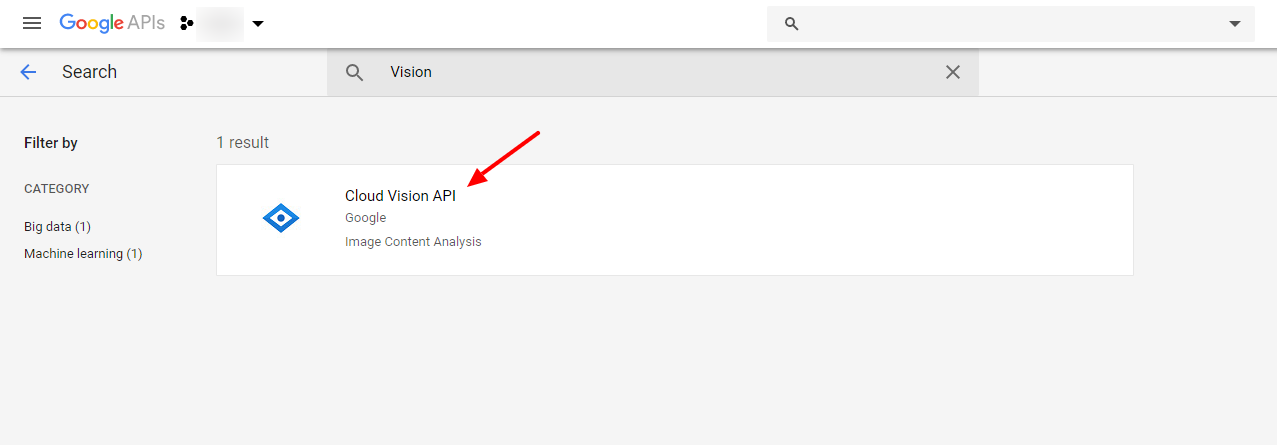 Google APIs
Search
Vision
Filter by
CATEGORY
Big data (1)
Machine learning (1)
1 result
Cloud Vision API
Google
Image Content Analysis